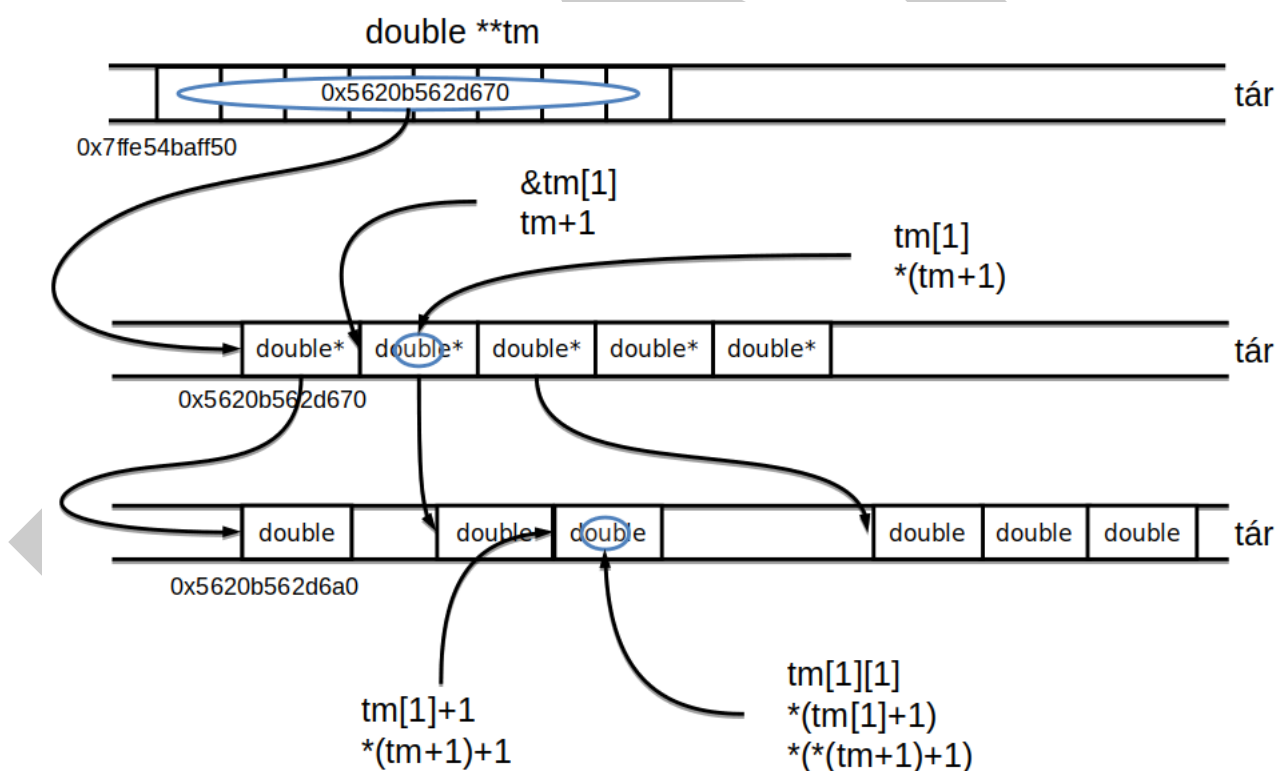 double **tm
0x5620b562d670
tár
0x7ffe54baff50
&tm[1]
tm+1
tm[1]
*(tm+1)
double* double* double* double* double*
tár
0x5620b562d670
double double double double double double
tár
0x5620b562d6a0
tm[1]+1
*(tm+1)+1
tm[1][1]
*(tm[1]+1)
*(*(tm+1)+1)